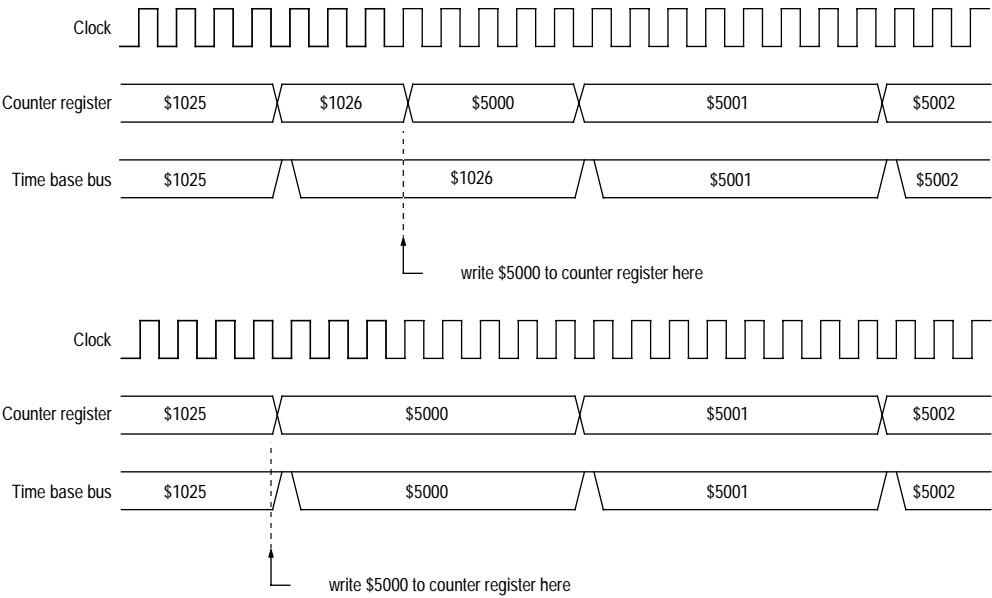 Clock
Counter register $1025 $1026 $5000 $5001 $5002
Time base bus $1025 $1026 $5001 $5002
write $5000 to counter register here
Clock
Counter register $1025 $5000 $5001 $5002
Time base bus $1025 $5000 $5001 $5002
write $5000 to counter register here